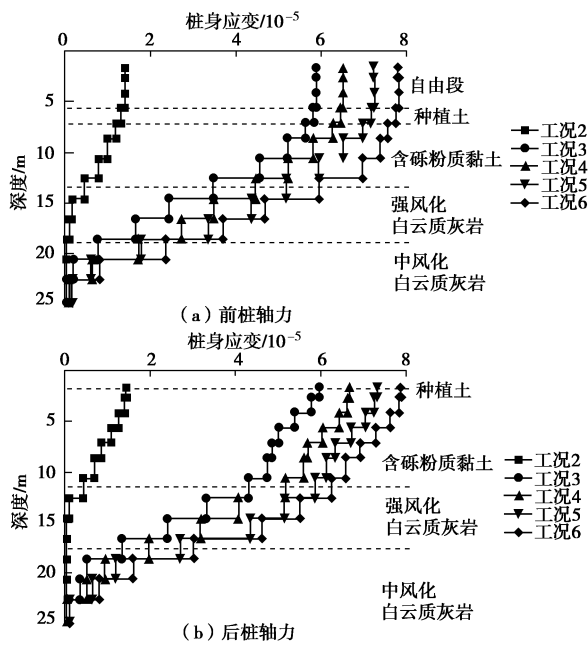 桩身应变/10⁻⁵
0 2 4 6 8
5
10
15
20
25
深度/m
自由段
种植土
含砾粉质黏土
强风化
白云质灰岩
中风化
白云质灰岩
工况2
工况3
工况4
工况5
工况6
(a)前桩轴力
桩身应变/10⁻⁵
0 2 4 6 8
5
10
15
20
25
深度/m
种植土
含砾粉质黏土
强风化
白云质灰岩
中风化
白云质灰岩
工况2
工况3
工况4
工况5
工况6
(b)后桩轴力